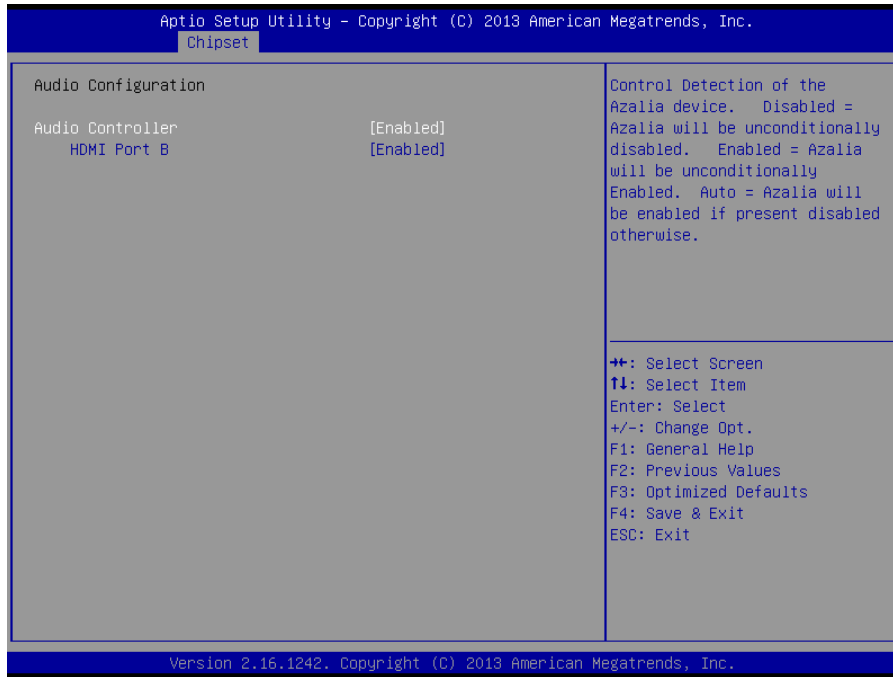 Aptio Setup Utility – Copyright (C) 2013 American Megatrends, Inc.
Chipset
Audio Configuration
Audio Controller [Enabled]
HDMI Port B [Enabled]
Control Detection of the
Azalia device. Disabled =
Azalia will be unconditionally
disabled. Enabled = Azalia
will be unconditionally
Enabled. Auto = Azalia will
be enabled if present disabled
otherwise.
→←: Select Screen
↑↓: Select Item
Enter: Select
+/-: Change Opt.
F1: General Help
F2: Previous Values
F3: Optimized Defaults
F4: Save & Exit
ESC: Exit
Version 2.16.1242. Copyright (C) 2013 American Megatrends, Inc.